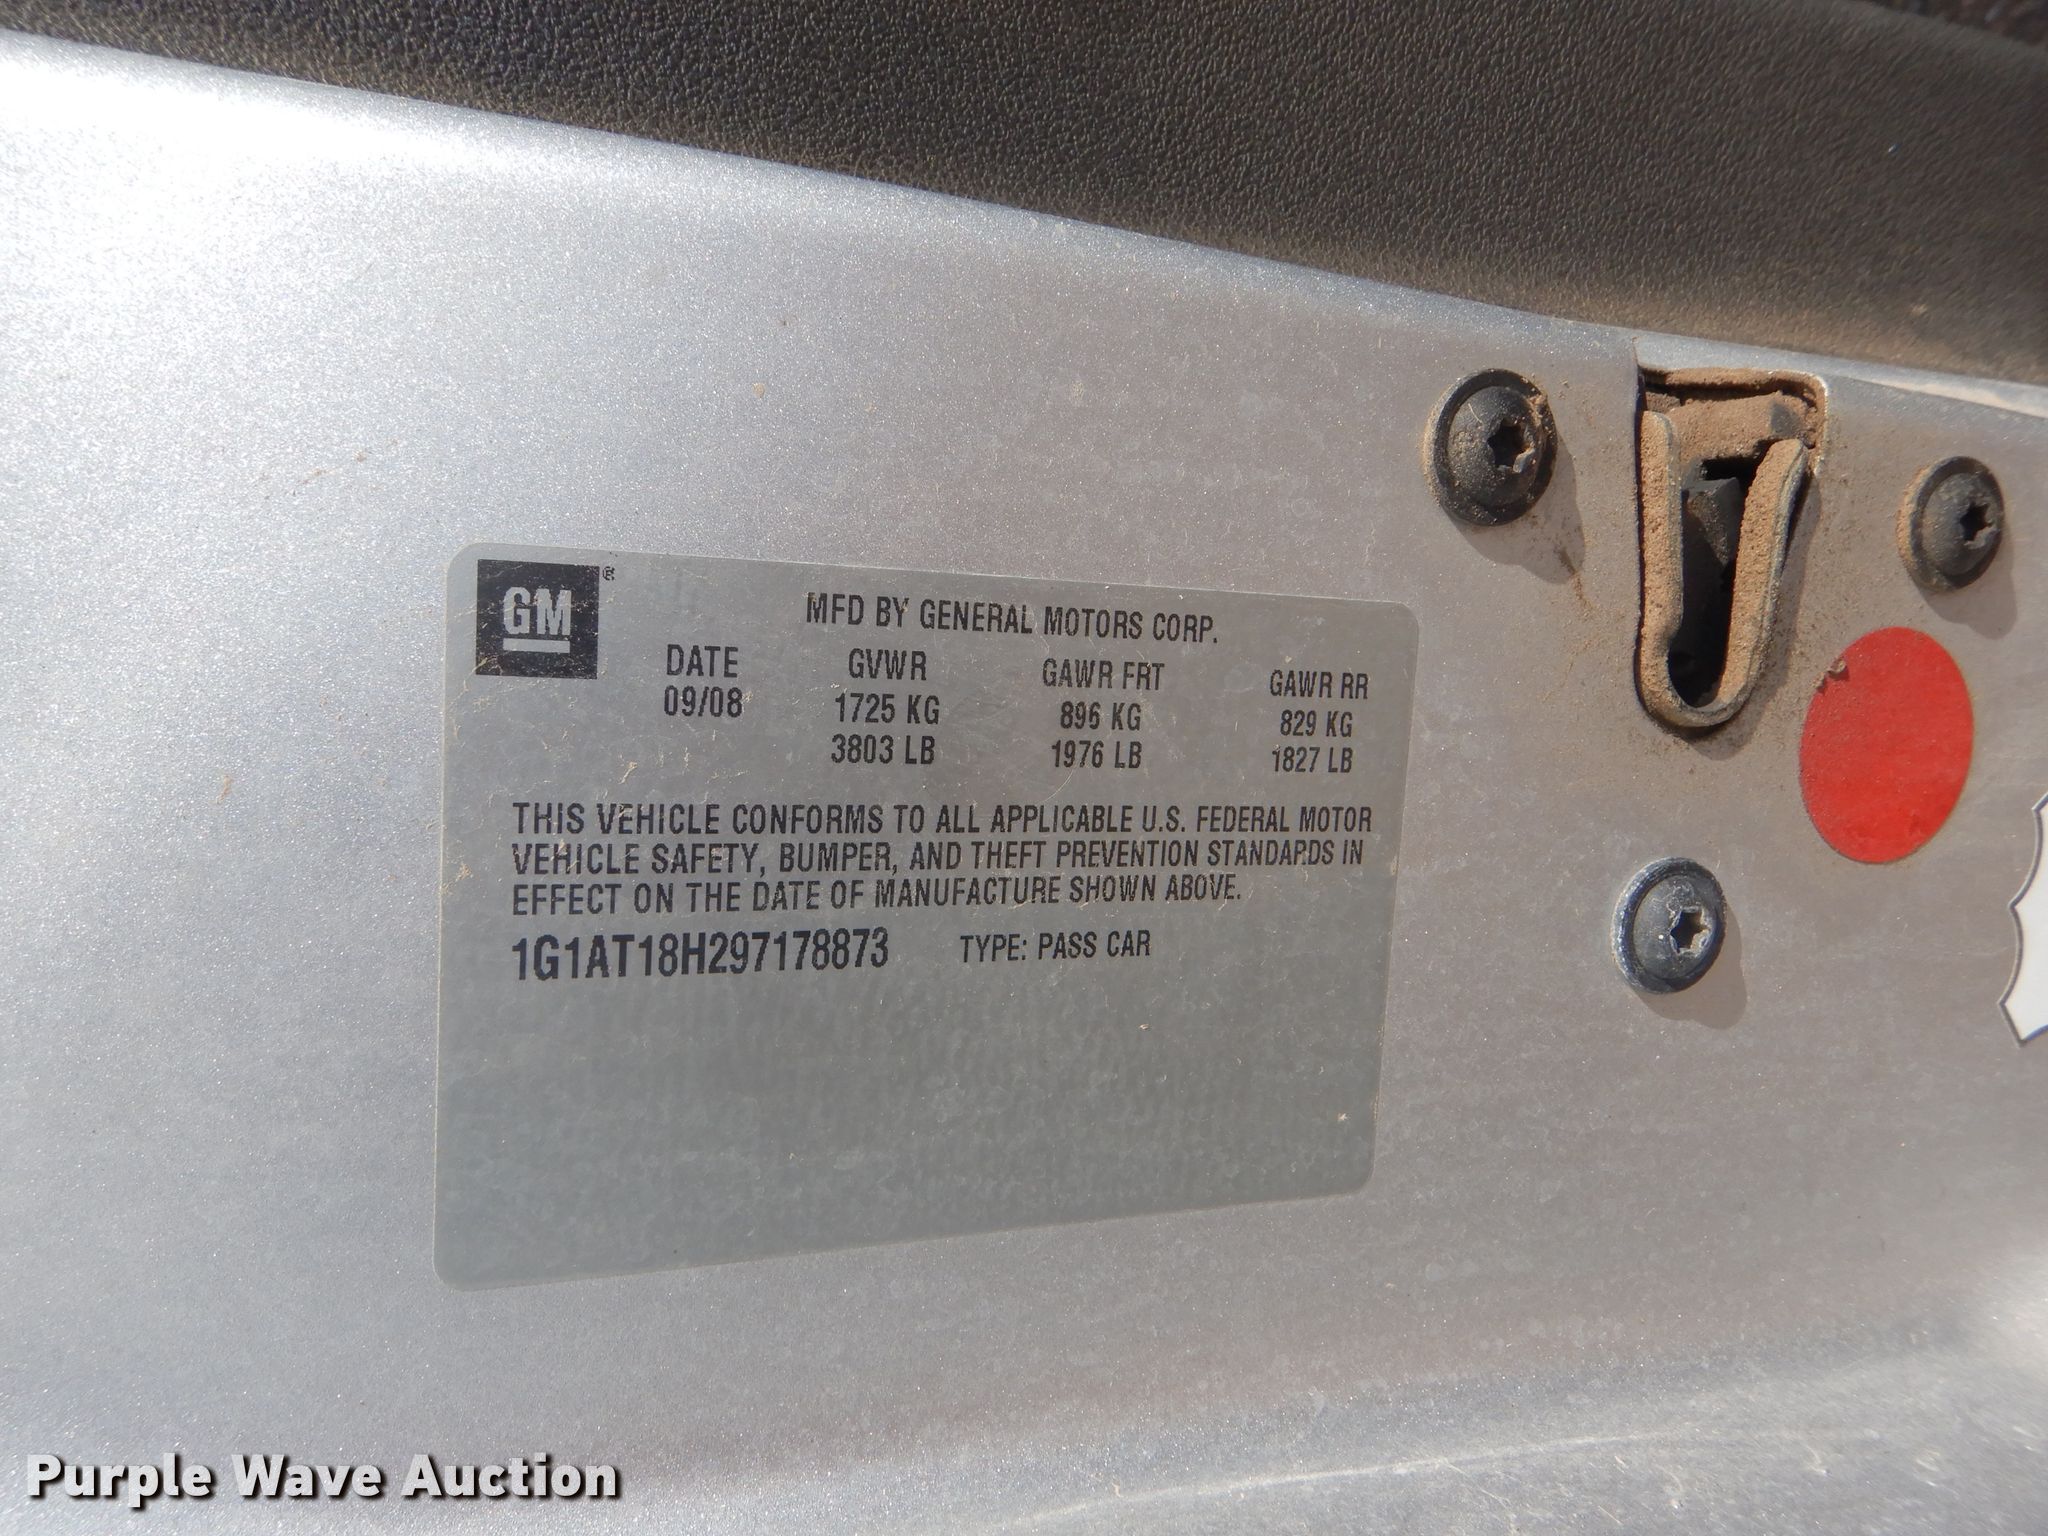 GM®
MFD BY GENERAL MOTORS CORP.
DATE GVWR GAWR FRT GAWR RR
09/08 1725 KG 896 KG 829 KG
3803 LB 1976 LB 1827 LB
THIS VEHICLE CONFORMS TO ALL APPLICABLE U.S. FEDERAL MOTOR
VEHICLE SAFETY, BUMPER, AND THEFT PREVENTION STANDARDS IN
EFFECT ON THE DATE OF MANUFACTURE SHOWN ABOVE.
1G1AT18H297178873 TYPE: PASS CAR
Purple Wave Auction